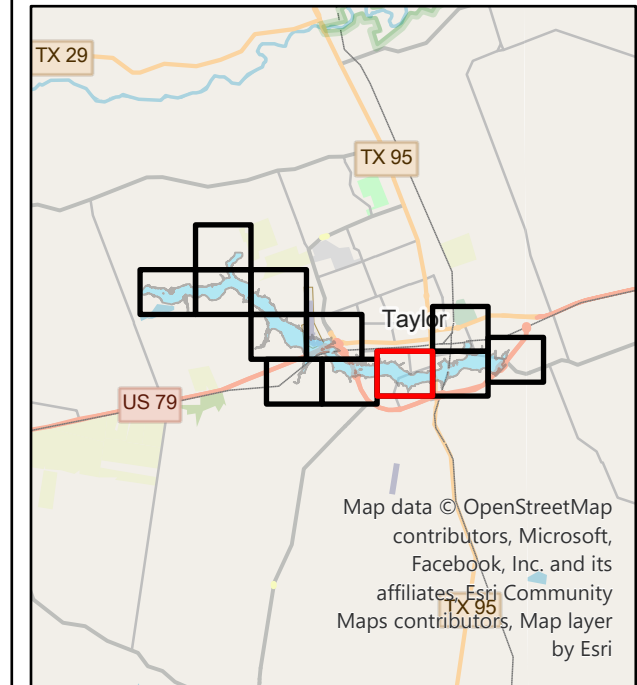 TX 29
TX 95
Taylor
US 79
Map data © OpenStreetMap
contributors, Microsoft,
Facebook, Inc. and its
affiliates, Esri Community
TX 95
Maps contributors, Map layer
by Esri